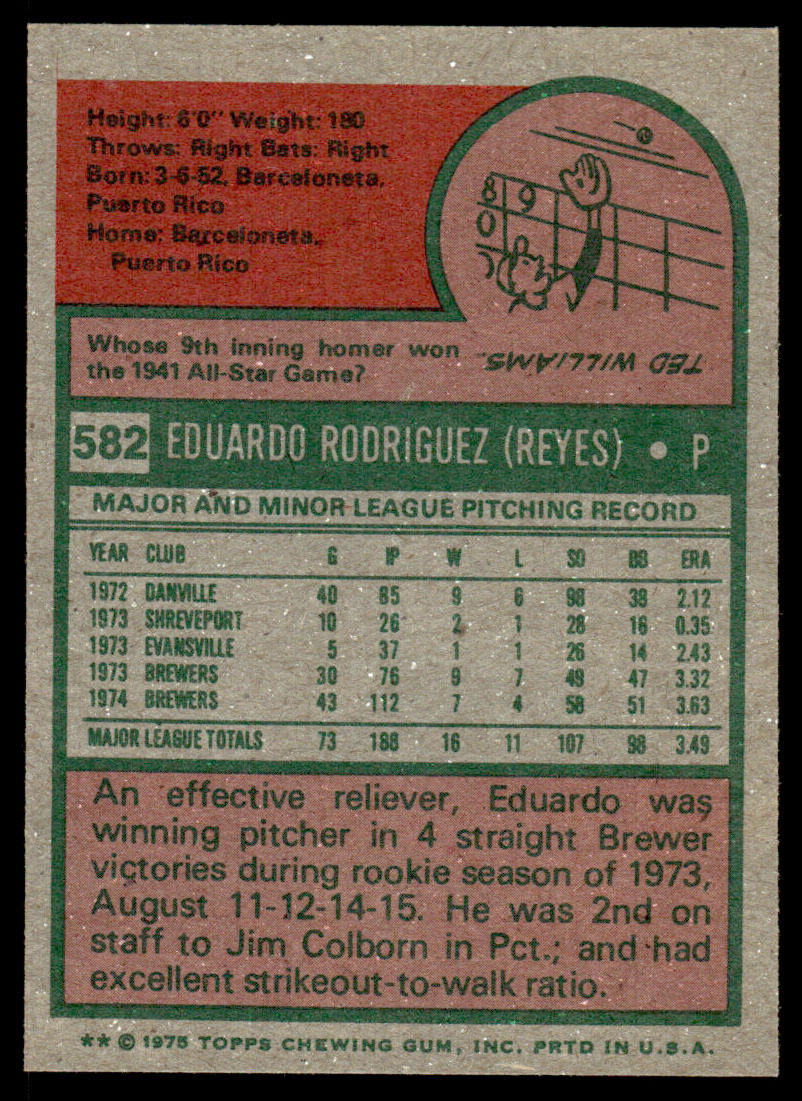 Height: 6'0" Weight: 180
Throws: Right Bats: Right
Born: 3-6-52, Barceloneta,
Puerto Rico
Home: Barceloneta,
Puerto Rico
8 9
0
Whose 9th inning homer won
the 1941 All-Star Game?
TED WILLIAMS.
582 EDUARDO RODRIGUEZ (REYES) • P
MAJOR AND MINOR LEAGUE PITCHING RECORD
YEAR CLUB G IP W L SO BB ERA
1972 DANVILLE 40 85 9 6 98 38 2.12
1973 SHREVEPORT 10 26 2 1 28 16 0.35
1973 EVANSVILLE 5 37 1 1 26 14 2.43
1973 BREWERS 30 76 9 7 49 47 3.32
1974 BREWERS 43 112 7 4 58 51 3.63
MAJOR LEAGUE TOTALS 73 188 16 11 107 98 3.49
An effective reliever, Eduardo was
winning pitcher in 4 straight Brewer
victories during rookie season of 1973,
August 11-12-14-15. He was 2nd on
staff to Jim Colborn in Pct.; and had
excellent strikeout-to-walk ratio.
** © 1975 TOPPS CHEWING GUM, INC. PRTD IN U.S.A.